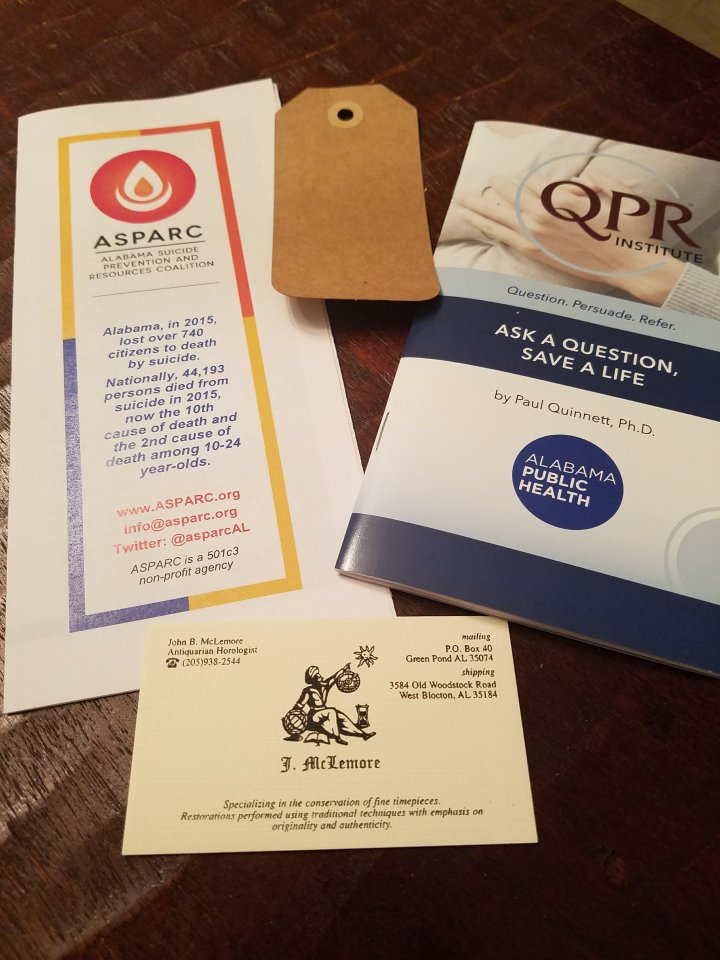 ASPARC
ALABAMA SUICIDE
PREVENTION AND
RESOURCES COALITION
Alabama, in 2015,
lost over 740
citizens to death
by suicide.
Nationally, 44,193
persons died from
suicide in 2015,
now the 10th
cause of death and
the 2nd cause of
death among 10-24
year-olds.
www.ASPARC.org
info@asparc.org
Twitter: @asparcAL
ASPARC is a 501c3
non-profit agency
QPR™
INSTITUTE
Question. Persuade. Refer.
ASK A QUESTION,
SAVE A LIFE
by Paul Quinnett, Ph.D.
ALABAMA
PUBLIC
HEALTH
John B. McLemore
Antiquarian Horologist
☎ (205)938-2544
mailing
P.O. Box 40
Green Pond AL 35074
shipping
3584 Old Woodstock Road
West Blocton, AL 35184
J. McLemore
Specializing in the conservation of fine timepieces.
Restorations performed using traditional techniques with emphasis on
originality and authenticity.